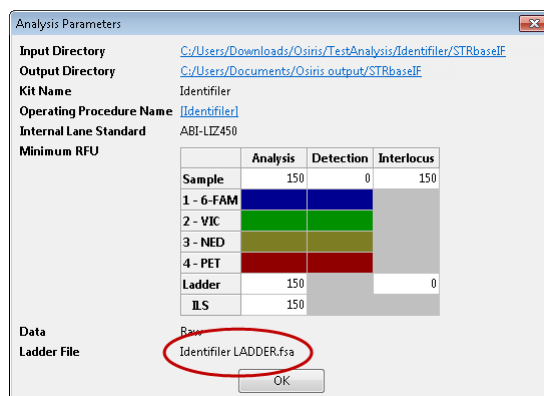 Analysis Parameters
Input Directory C:/Users/Downloads/Osiris/TestAnalysis/Identifiler/STRbaseIF
Output Directory C:/Users/Documents/Osiris output/STRbaseIF
Kit Name Identifiler
Operating Procedure Name [Identifiler]
Internal Lane Standard ABI-LIZ450
Minimum RFU
Analysis Detection Interlocus
Sample 150 0 150
1 - 6-FAM
2 - VIC
3 - NED
4 - PET
Ladder 150 0
ILS 150
Data Raw
Ladder File Identifiler LADDER.fsa
OK